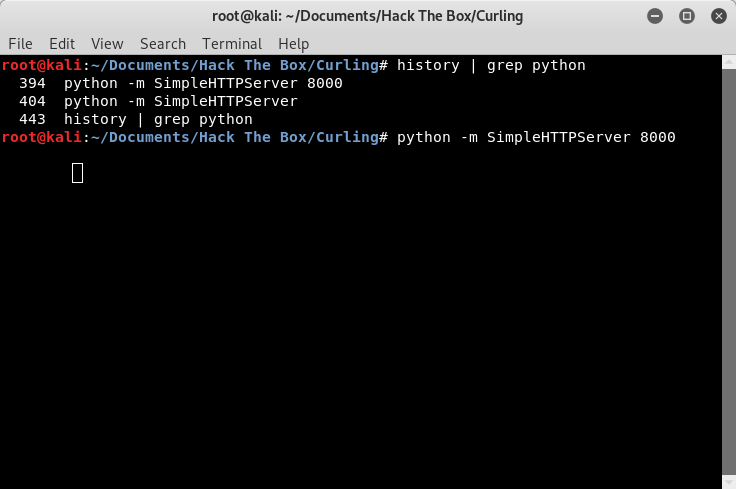 root@kali: ~/Documents/Hack The Box/Curling
File Edit View Search Terminal Help
root@kali:~/Documents/Hack The Box/Curling# history | grep python
  394  python -m SimpleHTTPServer 8000
  404  python -m SimpleHTTPServer
  443  history | grep python
root@kali:~/Documents/Hack The Box/Curling# python -m SimpleHTTPServer 8000